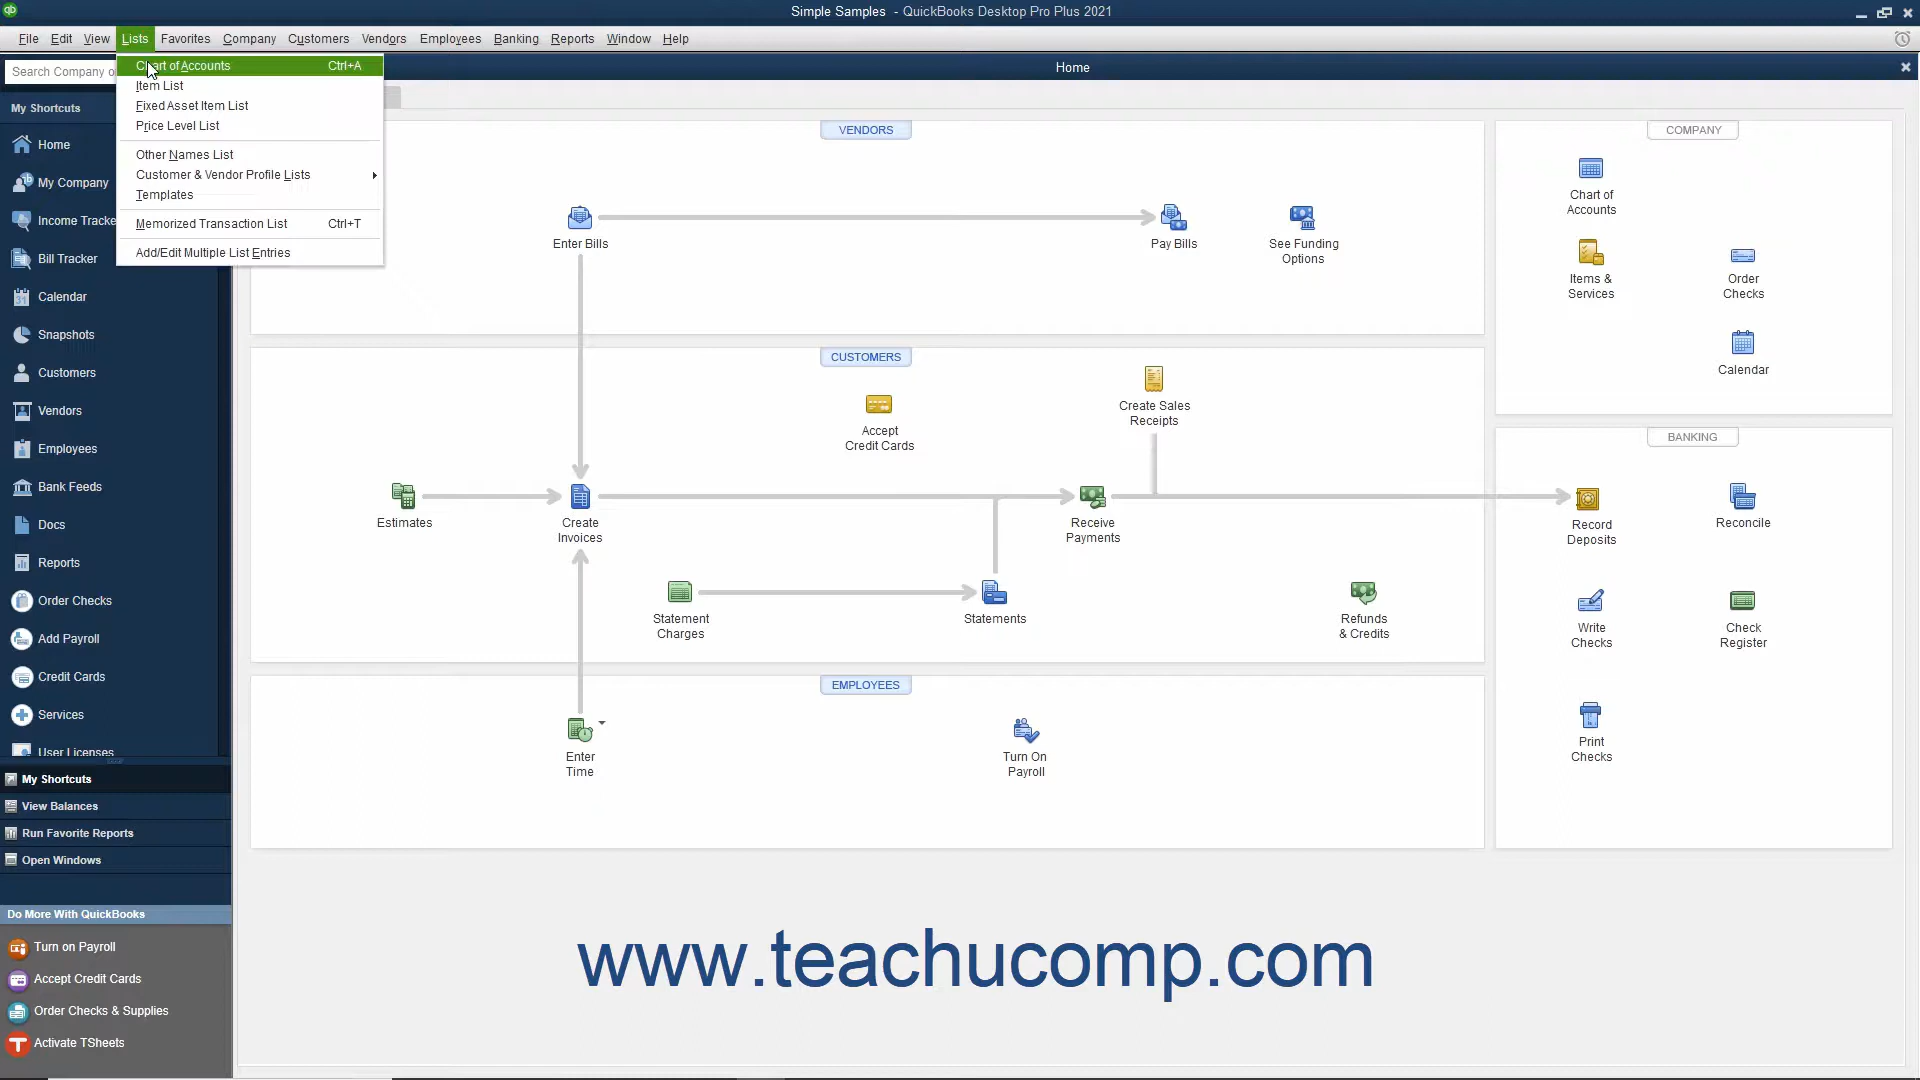 Simple Samples - QuickBooks Desktop Pro Plus 2021
File Edit View Lists Favorites Company Customers Vendors Employees Banking Reports Window Help
Search Company o
Home
Chart of Accounts Ctrl+A
Item List
Fixed Asset Item List
Price Level List
Other Names List
Customer & Vendor Profile Lists
Templates
Memorized Transaction List Ctrl+T
Add/Edit Multiple List Entries
My Shortcuts
Home
My Company
Income Tracke
Bill Tracker
Calendar
Snapshots
Customers
Vendors
Employees
Bank Feeds
Docs
Reports
Order Checks
Add Payroll
Credit Cards
Services
User Licenses
My Shortcuts
View Balances
Run Favorite Reports
Open Windows
Do More With QuickBooks
Turn on Payroll
Accept Credit Cards
Order Checks & Supplies
Activate TSheets
VENDORS
Enter Bills
Pay Bills
See Funding
Options
CUSTOMERS
Accept
Credit Cards
Create Sales
Receipts
Estimates
Create
Invoices
Receive
Payments
Statement
Charges
Statements
Refunds
& Credits
EMPLOYEES
Enter
Time
Turn On
Payroll
COMPANY
Chart of
Accounts
Items &
Services
Order
Checks
Calendar
BANKING
Record
Deposits
Reconcile
Write
Checks
Check
Register
Print
Checks
www.teachucomp.com